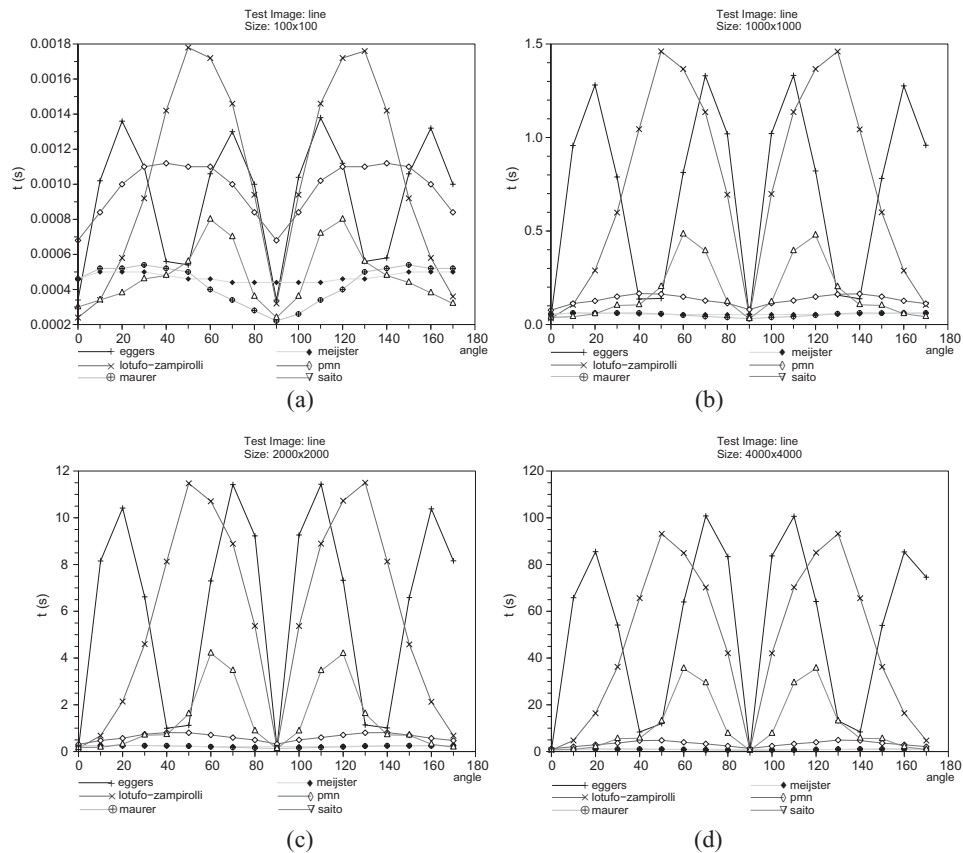 Test Image: line
Size: 100x100
t (s)
0.0018
0.0016
0.0014
0.0012
0.0010
0.0008
0.0006
0.0004
0.0002
0 20 40 60 80 100 120 140 160 180
angle
eggers
lotufo-zampirolli
maurer
meijster
pmn
saito
(a)
Test Image: line
Size: 1000x1000
t (s)
1.5
1.0
0.5
0.0
0 20 40 60 80 100 120 140 160 180
angle
eggers
lotufo-zampirolli
maurer
meijster
pmn
saito
(b)
Test Image: line
Size: 2000x2000
t (s)
12
10
8
6
4
2
0
0 20 40 60 80 100 120 140 160 180
angle
eggers
lotufo-zampirolli
maurer
meijster
pmn
saito
(c)
Test Image: line
Size: 4000x4000
t (s)
120
100
80
60
40
20
0
0 20 40 60 80 100 120 140 160 180
angle
eggers
lotufo-zampirolli
maurer
meijster
pmn
saito
(d)